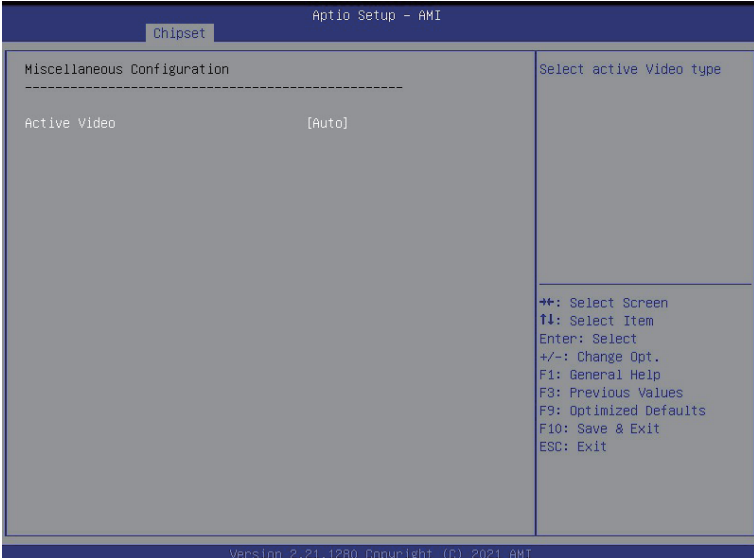 Aptio Setup – AMI
Chipset
Miscellaneous Configuration
--------------------------------------------------
Active Video [Auto]
Select active Video type
→←: Select Screen
↑↓: Select Item
Enter: Select
+/-: Change Opt.
F1: General Help
F3: Previous Values
F9: Optimized Defaults
F10: Save & Exit
ESC: Exit
Version 2.21.1280 Copyright (C) 2021 AMI